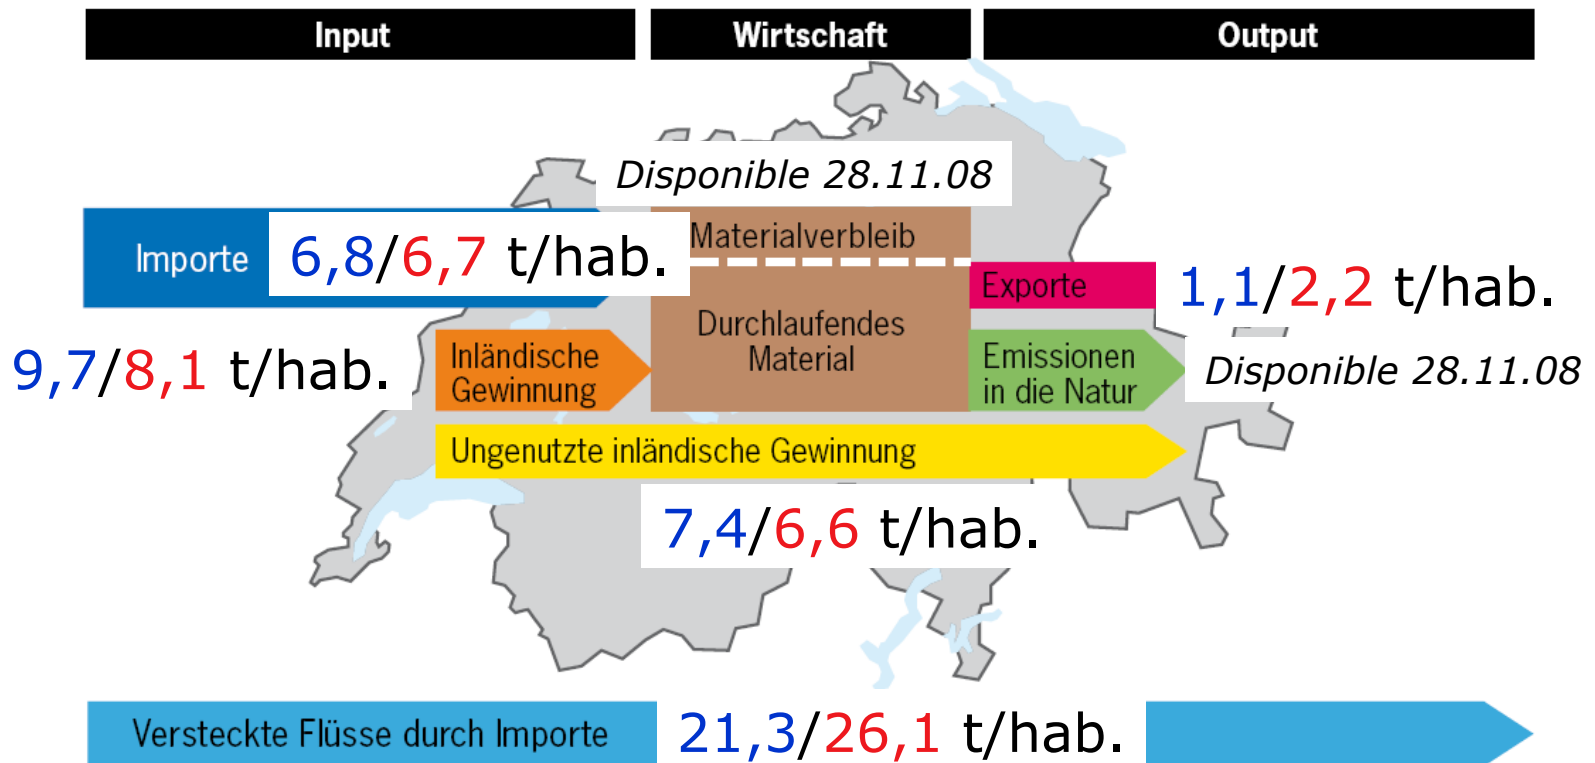 Input
Wirtschaft
Output
Disponible 28.11.08
Importe
6,8/6,7 t/hab.
Materialverbleib
Exporte
1,1/2,2 t/hab.
9,7/8,1 t/hab.
Inländische
Gewinnung
Durchlaufendes
Material
Emissionen
in die Natur
Disponible 28.11.08
Ungenutzte inländische Gewinnung
7,4/6,6 t/hab.
Versteckte Flüsse durch Importe
21,3/26,1 t/hab.